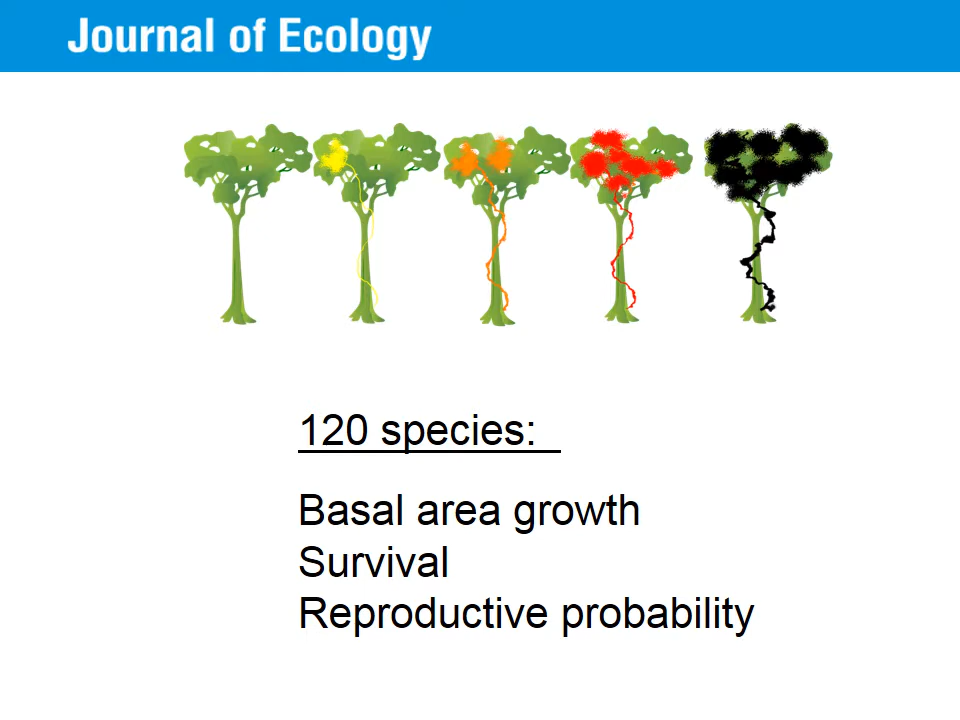 Journal of Ecology
120 species:
Basal area growth
Survival
Reproductive probability